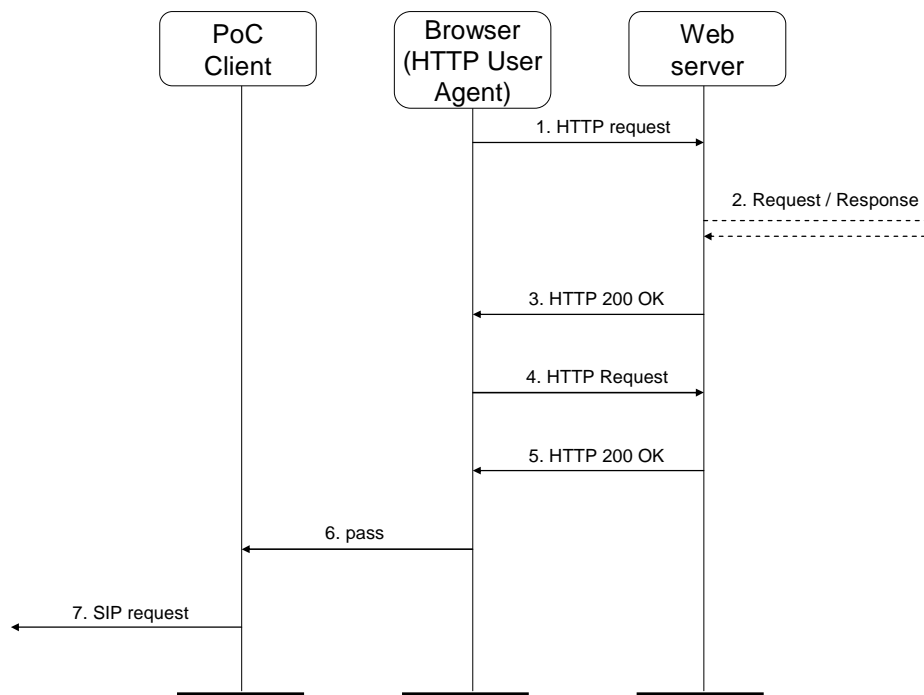 PoC
Client
Browser
(HTTP User
Agent)
Web
server
1. HTTP request
2. Request / Response
3. HTTP 200 OK
4. HTTP Request
5. HTTP 200 OK
6. pass
7. SIP request